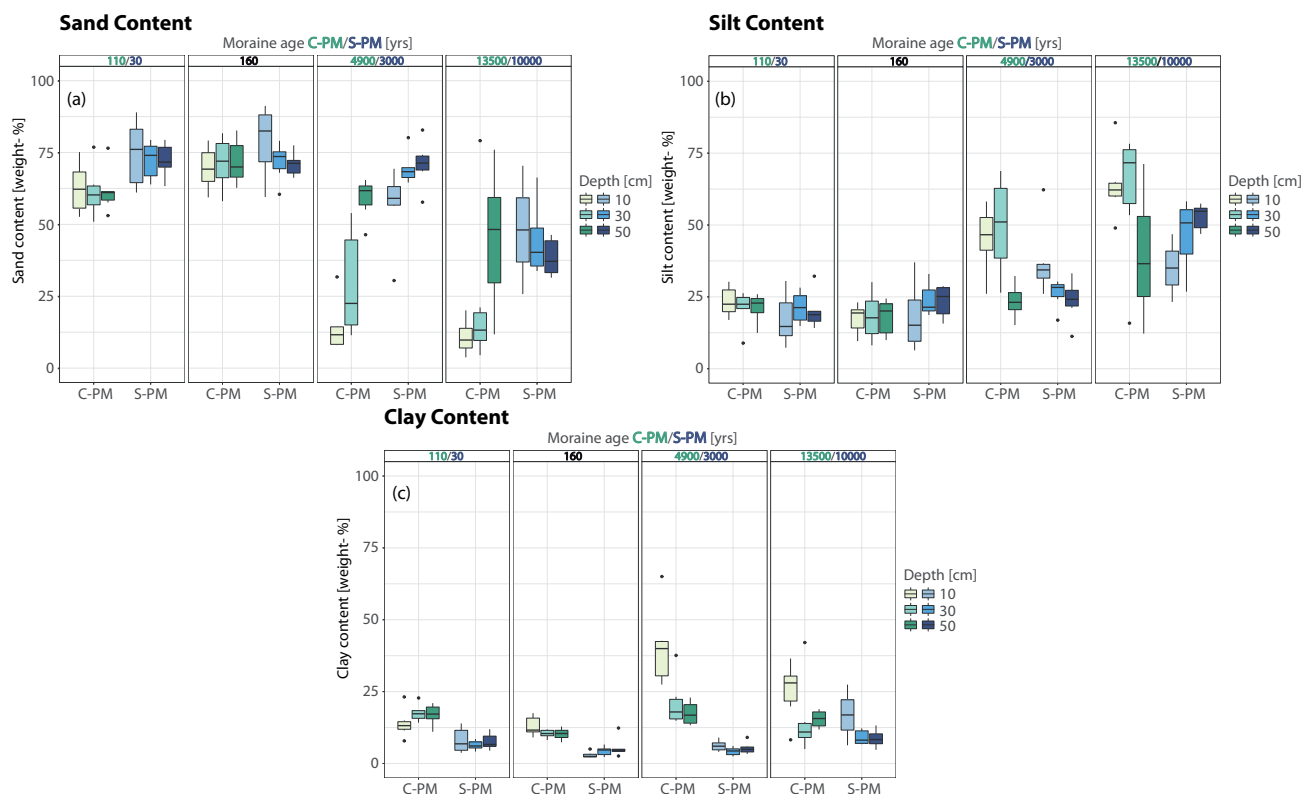 Sand Content
Moraine age C-PM/S-PM [yrs]
110/30
160
4900/3000
13500/10000
(a)
Sand content [weight- %]
100
75
50
25
0
C-PM
S-PM
C-PM
S-PM
C-PM
S-PM
C-PM
S-PM
Depth [cm]
10
30
50
Silt Content
Moraine age C-PM/S-PM [yrs]
110/30
160
4900/3000
13500/10000
(b)
Silt content [weight- %]
100
75
50
25
0
C-PM
S-PM
C-PM
S-PM
C-PM
S-PM
C-PM
S-PM
Depth [cm]
10
30
50
Clay Content
Moraine age C-PM/S-PM [yrs]
110/30
160
4900/3000
13500/10000
(c)
Clay content [weight- %]
100
75
50
25
0
C-PM
S-PM
C-PM
S-PM
C-PM
S-PM
C-PM
S-PM
Depth [cm]
10
30
50